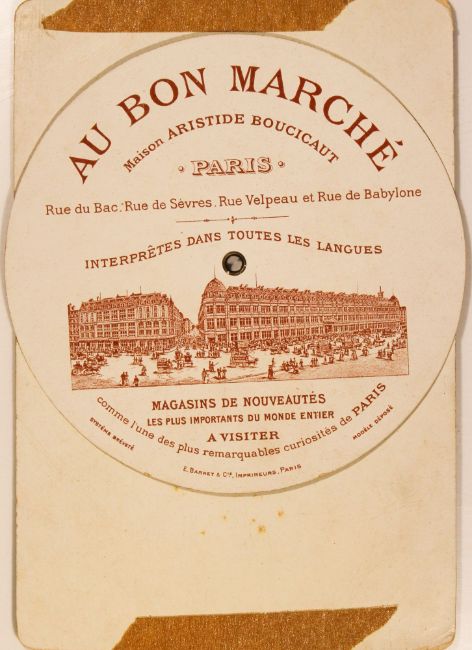 AU BON MARCHÉ
Maison ARISTIDE BOUCICAUT
· PARIS ·
Rue du Bac. Rue de Sèvres. Rue Velpeau et Rue de Babylone
INTERPRÊTES DANS TOUTES LES LANGUES
MAGASINS DE NOUVEAUTÉS
LES PLUS IMPORTANTS DU MONDE ENTIER
A VISITER
comme l'une des plus remarquables curiosités de PARIS
SYSTÈME BREVETÉ
MODÈLE DÉPOSÉ
E. BARRET & Cie, IMPRIMEURS, PARIS